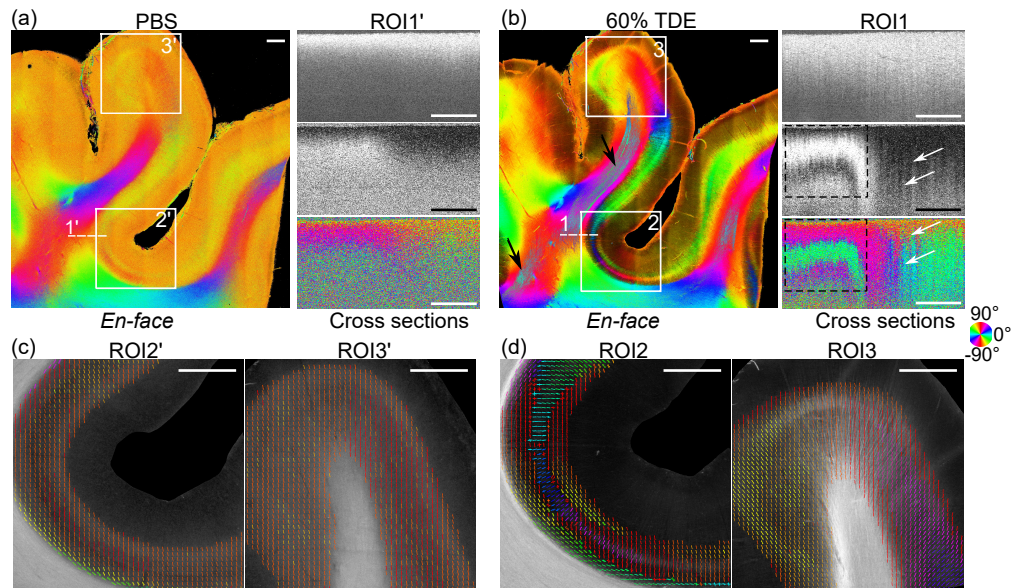 (a)
PBS
ROI1'
(b)
60% TDE
ROI1
3'
3
1'
2'
1
2
En-face
Cross sections
En-face
Cross sections
90°
0°
-90°
(c)
ROI2'
ROI3'
(d)
ROI2
ROI3